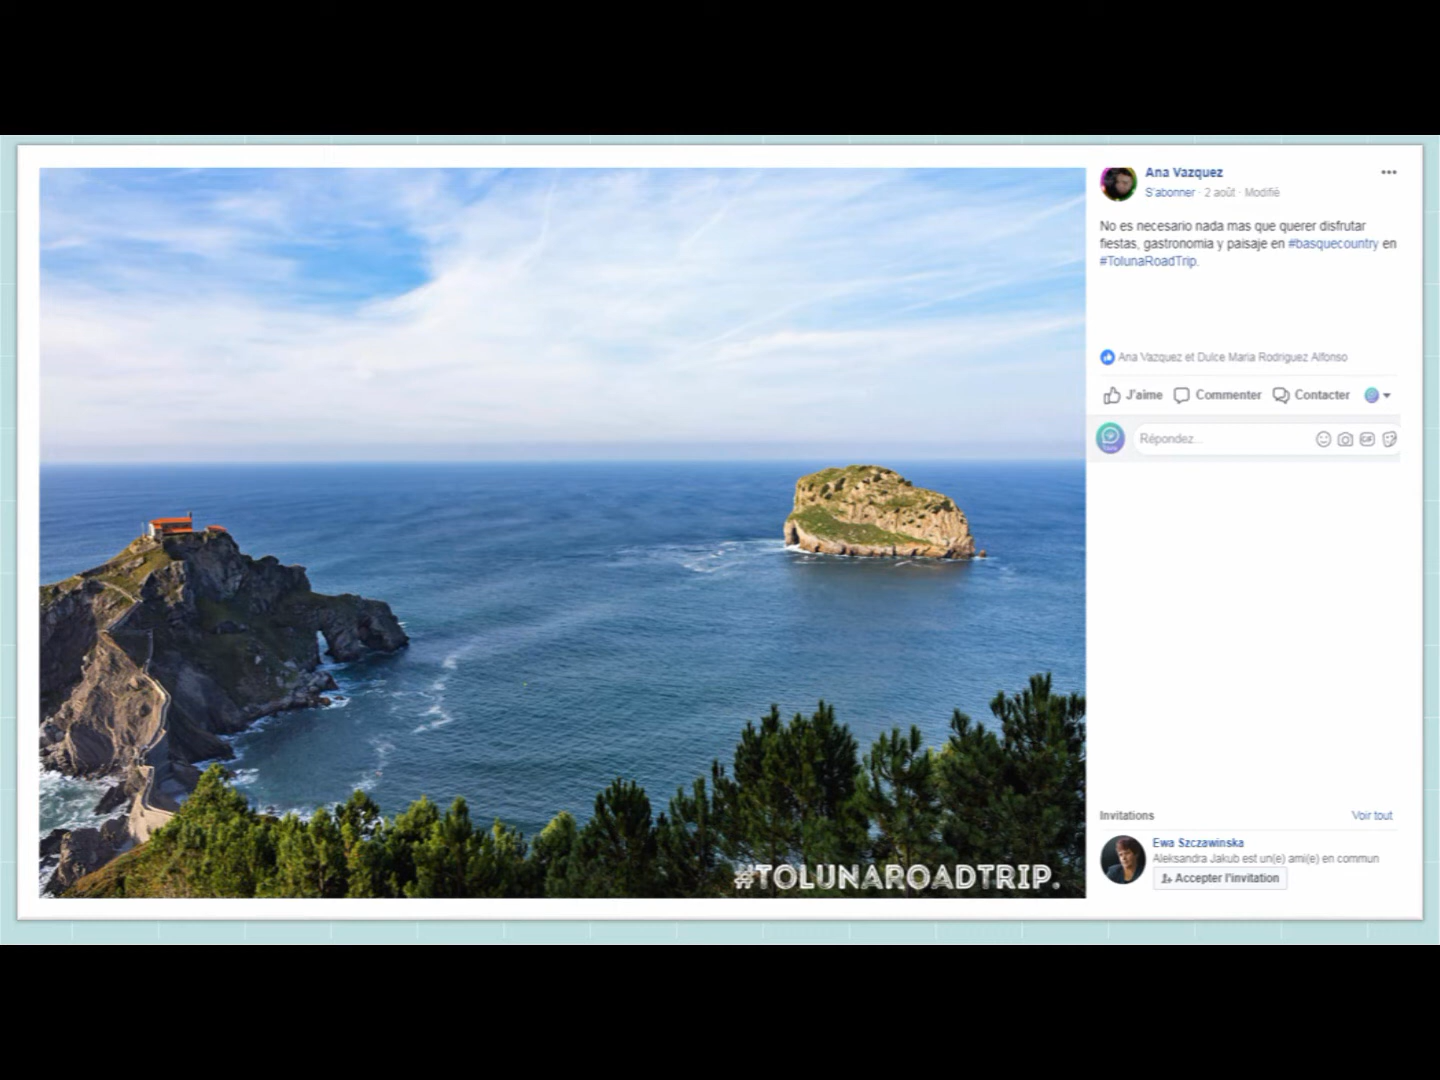 Ana Vazquez
S'abonner · 2 août · Modifié
No es necesario nada mas que querer disfrutar
fiestas, gastronomia y paisaje en #basquecountry en
#TolunaRoadTrip.
Ana Vazquez et Dulce Maria Rodriguez Alfonso
J'aime Commenter Contacter
Répondez...
GIF
Invitations Voir tout
Ewa Szczawinska
Aleksandra Jakub est un(e) ami(e) en commun
Accepter l'invitation
#TOLUNAROADTRIP.